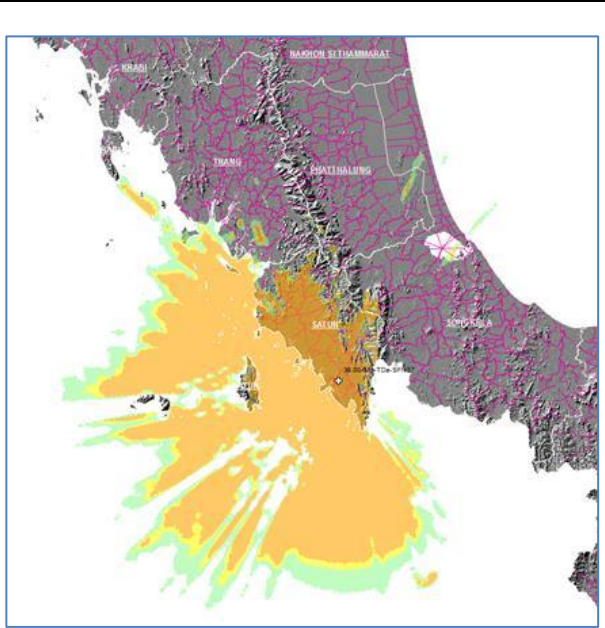 NAKHON SI THAMMARAT
KRABI
TRANG
PHATTHALUNG
SATUN
SONGKHLA